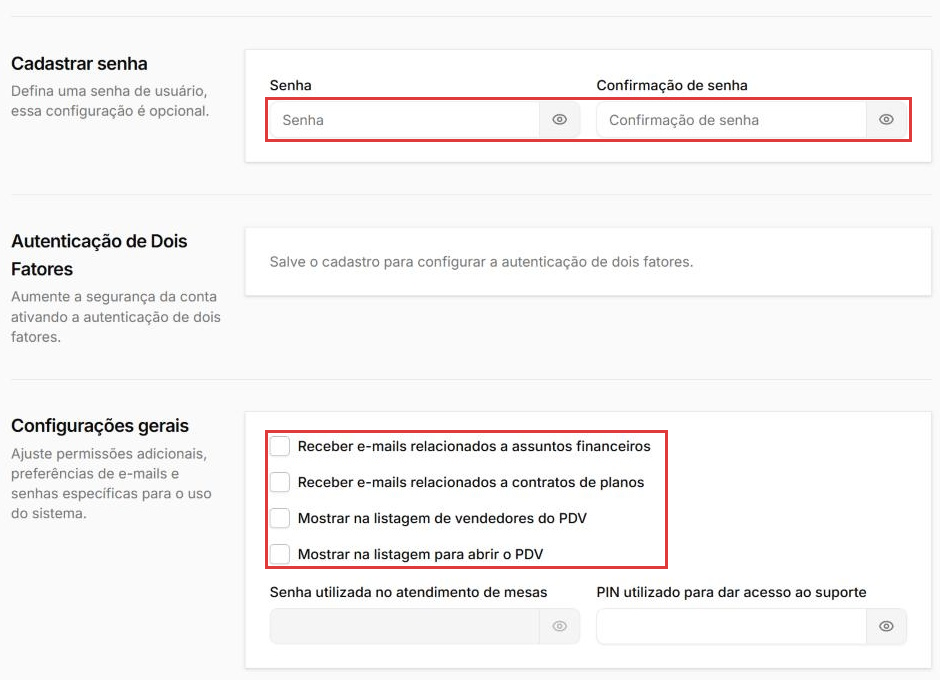 Cadastrar senha
Defina uma senha de usuário,
essa configuração é opcional.
Senha
Confirmação de senha
Senha
Confirmação de senha
Autenticação de Dois
Fatores
Aumente a segurança da conta
ativando a autenticação de dois
fatores.
Salve o cadastro para configurar a autenticação de dois fatores.
Configurações gerais
Ajuste permissões adicionais,
preferências de e-mails e
senhas específicas para o uso
do sistema.
Receber e-mails relacionados a assuntos financeiros
Receber e-mails relacionados a contratos de planos
Mostrar na listagem de vendedores do PDV
Mostrar na listagem para abrir o PDV
Senha utilizada no atendimento de mesas
PIN utilizado para dar acesso ao suporte